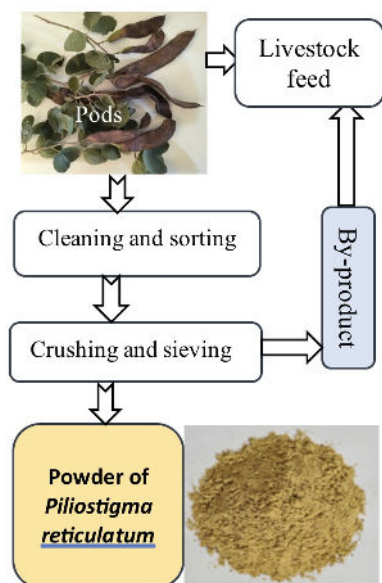 Livestock
feed
Pods
Cleaning and sorting
By-product
Crushing and sieving
Powder of
Piliostigma
reticulatum